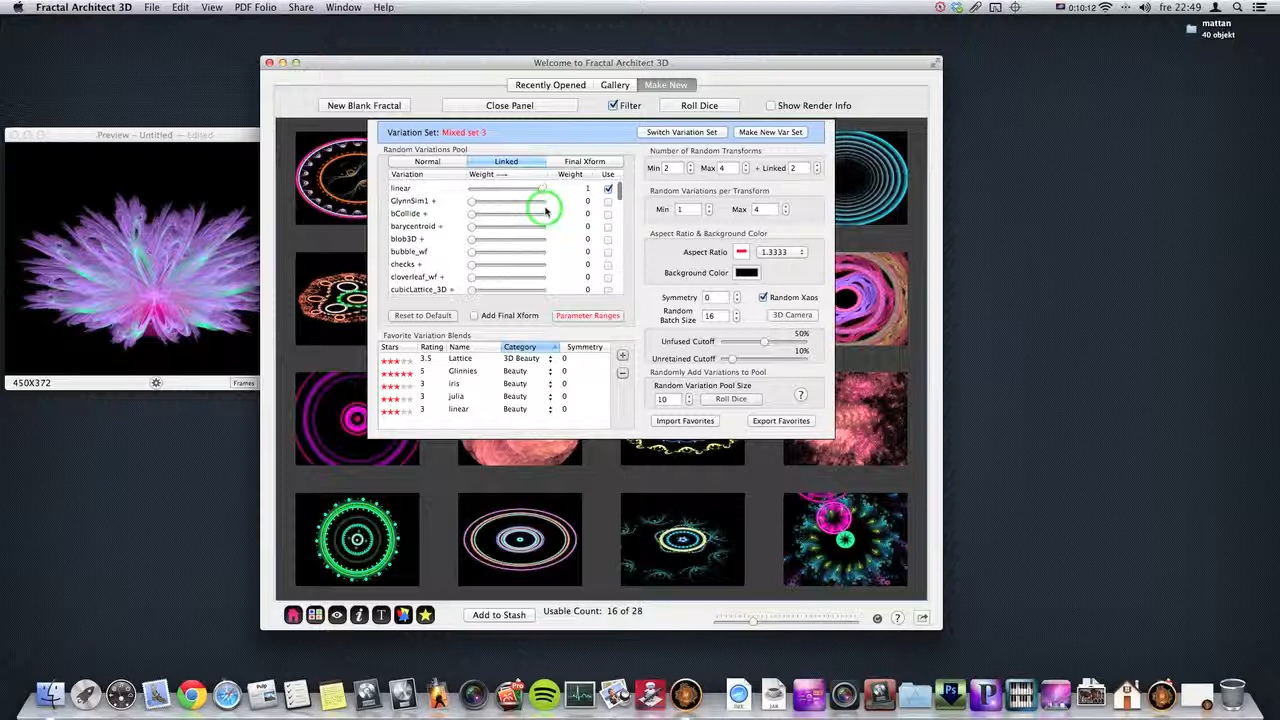 Fractal Architect 3D File Edit View PDF Folio Share Window Help 0:10:12 fre 22:49
mattan
40 objekt
Welcome to Fractal Architect 3D
Recently Opened Gallery Make New
New Blank Fractal Close Panel Filter Roll Dice Show Render Info
Preview - Untitled — Edited
450X372 Frames
Variation Set: Mixed set 3 Switch Variation Set Make New Var Set
Random Variations Pool
Normal Linked Final Xform
Variation Weight Weight Use
linear 1
GlynnSim1 + 0
bCollide + 0
barycentroid + 0
blob3D + 0
bubble_wf 0
checks + 0
cloverleaf_wf + 0
cubicLattice_3D + 0
Reset to Default Add Final Xform Parameter Ranges
Favorite Variation Blends
Stars Rating Name Category Symmetry
3.5 Lattice 3D Beauty 0
5 Glinnies Beauty 0
3 iris Beauty 0
3 julia Beauty 0
3 linear Beauty 0
Number of Random Transforms
Min 2 Max 4 + Linked 2
Random Variations per Transform
Min 1 Max 4
Aspect Ratio & Background Color
Aspect Ratio 1.3333
Background Color
Symmetry 0 Random Xaos
Random Batch Size 16 3D Camera
50%
Unfused Cutoff
10%
Unretained Cutoff
Randomly Add Variations to Pool
Random Variation Pool Size
10 Roll Dice ?
Import Favorites Export Favorites
Add to Stash Usable Count: 16 of 28 ?